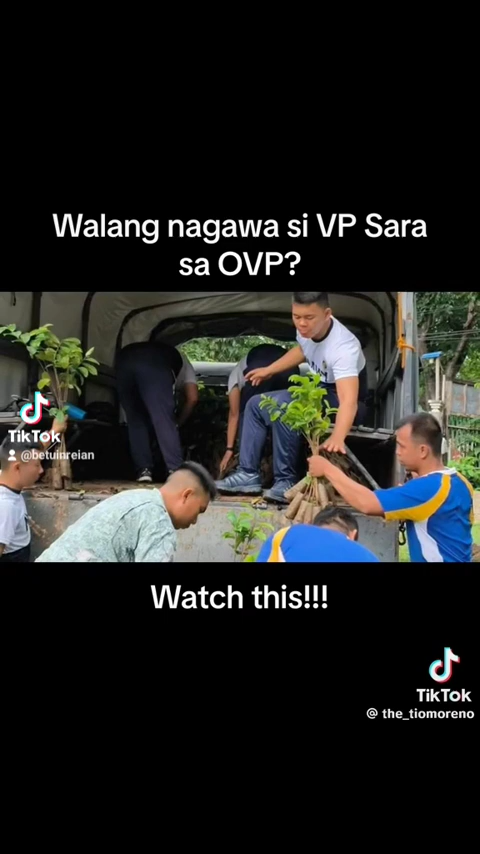 Walang nagawa si VP Sara
sa OVP?
TikTok
@betuinreian
Watch this!!!
TikTok
@ the_tiomoreno